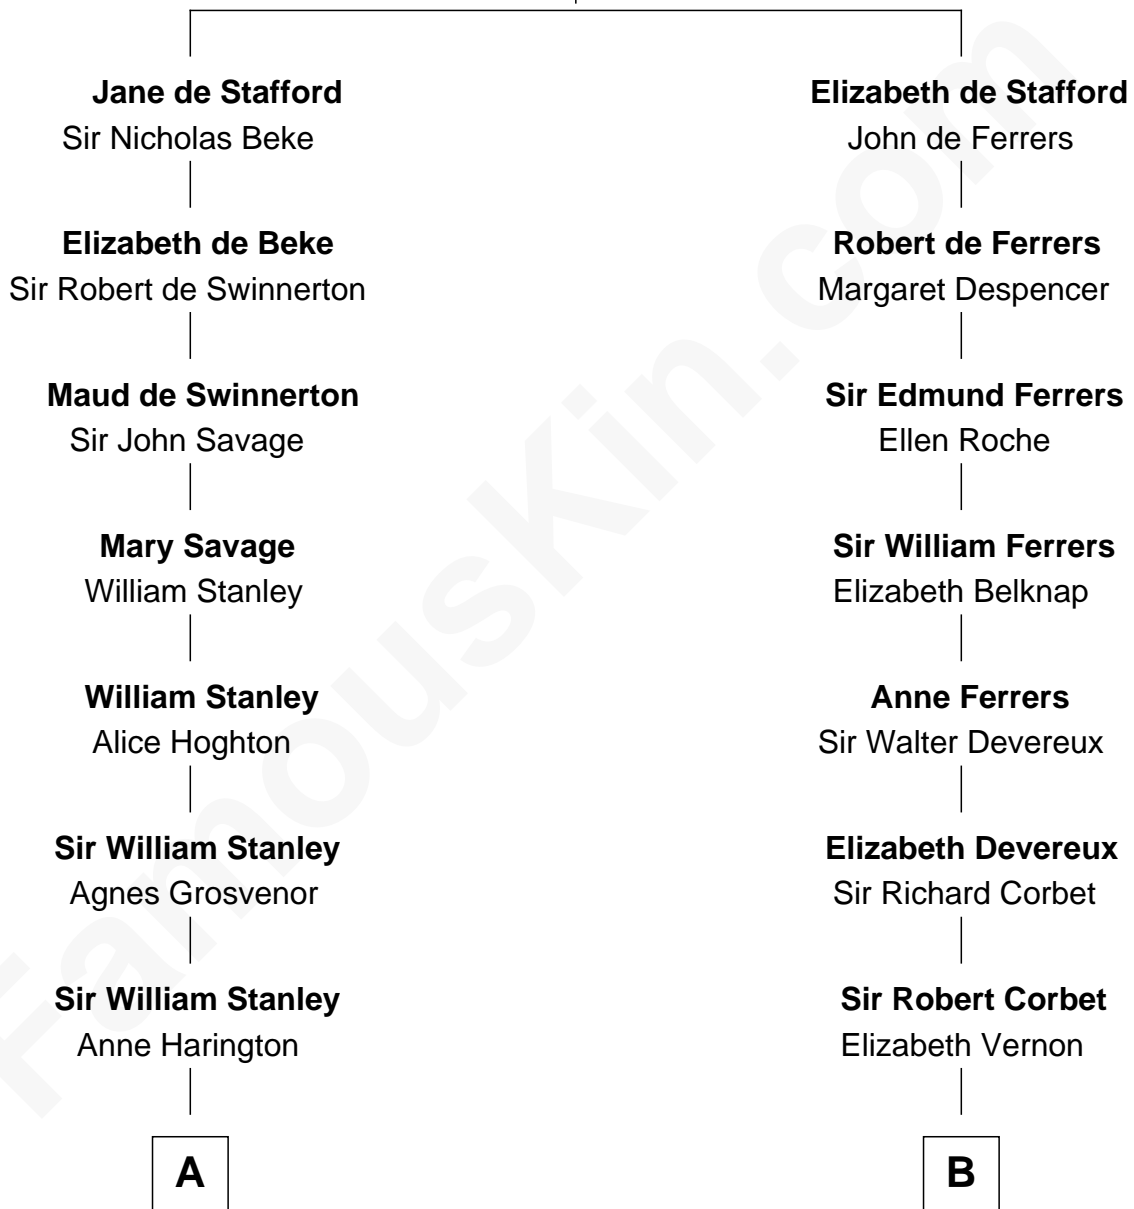 Jane de Stafford
Sir Nicholas Beke
Elizabeth de Stafford
John de Ferrers
Elizabeth de Beke
Sir Robert de Swinnerton
Robert de Ferrers
Margaret Despencer
Maud de Swinnerton
Sir John Savage
Sir Edmund Ferrers
Ellen Roche
Mary Savage
William Stanley
Sir William Ferrers
Elizabeth Belknap
William Stanley
Alice Hoghton
Anne Ferrers
Sir Walter Devereux
Sir William Stanley
Agnes Grosvenor
Elizabeth Devereux
Sir Richard Corbet
Sir William Stanley
Anne Harington
Sir Robert Corbet
Elizabeth Vernon
A
B
FamousKin.com